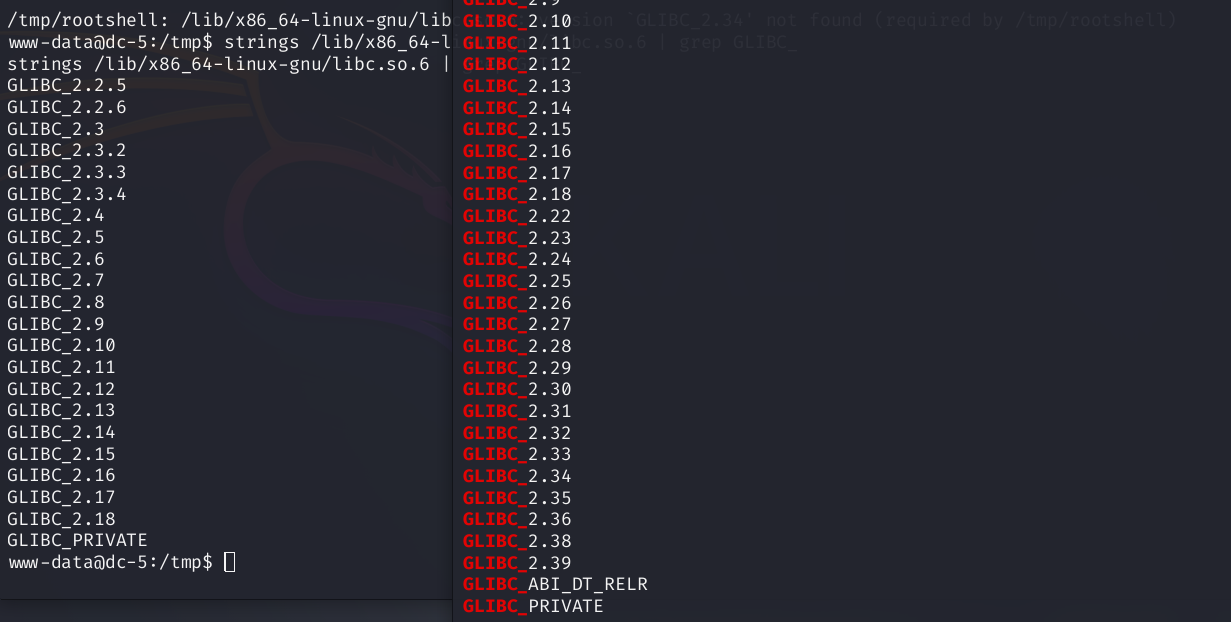 /tmp/rootshell: /lib/x86_64-linux-gnu/libc
www-data@dc-5:/tmp$ strings /lib/x86_64-l
strings /lib/x86_64-linux-gnu/libc.so.6 |
GLIBC_2.2.5
GLIBC_2.2.6
GLIBC_2.3
GLIBC_2.3.2
GLIBC_2.3.3
GLIBC_2.3.4
GLIBC_2.4
GLIBC_2.5
GLIBC_2.6
GLIBC_2.7
GLIBC_2.8
GLIBC_2.9
GLIBC_2.10
GLIBC_2.11
GLIBC_2.12
GLIBC_2.13
GLIBC_2.14
GLIBC_2.15
GLIBC_2.16
GLIBC_2.17
GLIBC_2.18
GLIBC_PRIVATE
www-data@dc-5:/tmp$
GLIBC_2.9
sion `GLIBC_2.34' not found (required by /tmp/rootshell)
GLIBC_2.10
GLIBC_2.11
bc.so.6 | grep GLIBC_
GLIBC_2.12
GLIBC_2.13
GLIBC_2.14
GLIBC_2.15
GLIBC_2.16
GLIBC_2.17
GLIBC_2.18
GLIBC_2.22
GLIBC_2.23
GLIBC_2.24
GLIBC_2.25
GLIBC_2.26
GLIBC_2.27
GLIBC_2.28
GLIBC_2.29
GLIBC_2.30
GLIBC_2.31
GLIBC_2.32
GLIBC_2.33
GLIBC_2.34
GLIBC_2.35
GLIBC_2.36
GLIBC_2.38
GLIBC_2.39
GLIBC_ABI_DT_RELR
GLIBC_PRIVATE
KALI